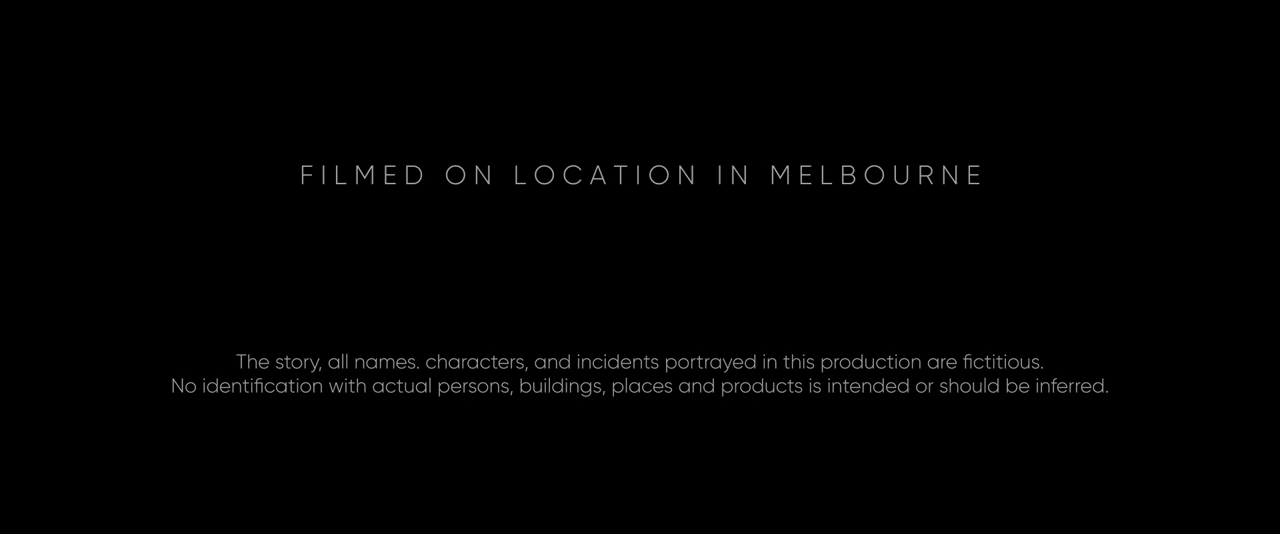 FILMED ON LOCATION IN MELBOURNE
The story, all names. characters, and incidents portrayed in this production are fictitious.
No identification with actual persons, buildings, places and products is intended or should be inferred.